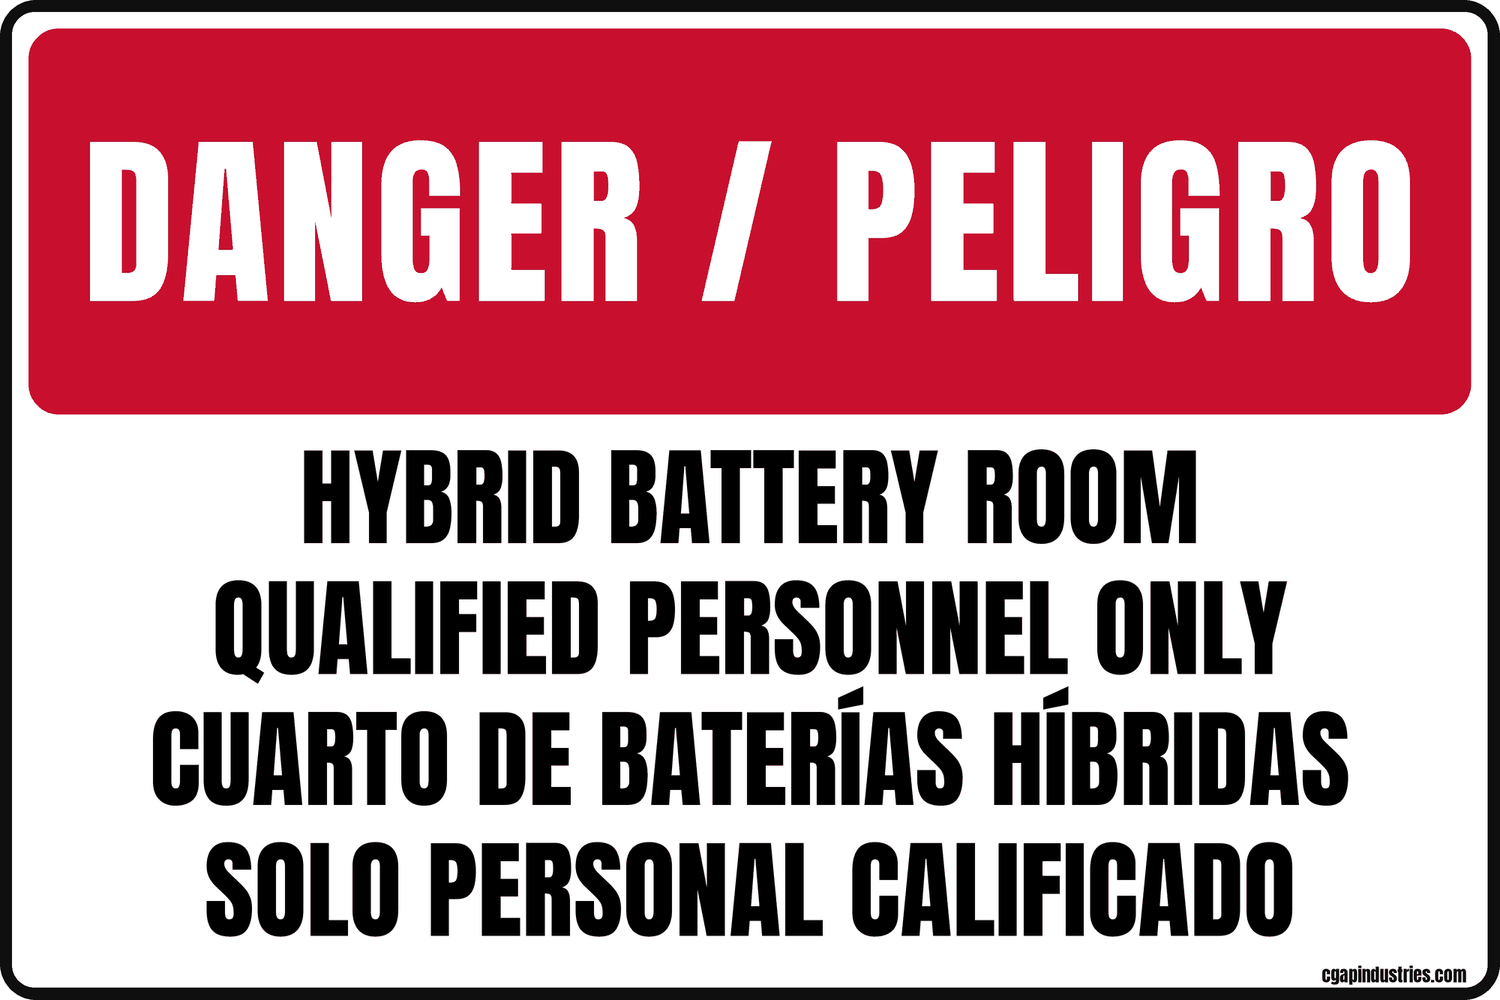 DANGER / PELIGRO
HYBRID BATTERY ROOM
QUALIFIED PERSONNEL ONLY
CUARTO DE BATERÍAS HÍBRIDAS
SOLO PERSONAL CALIFICADO
cgapindustries.com